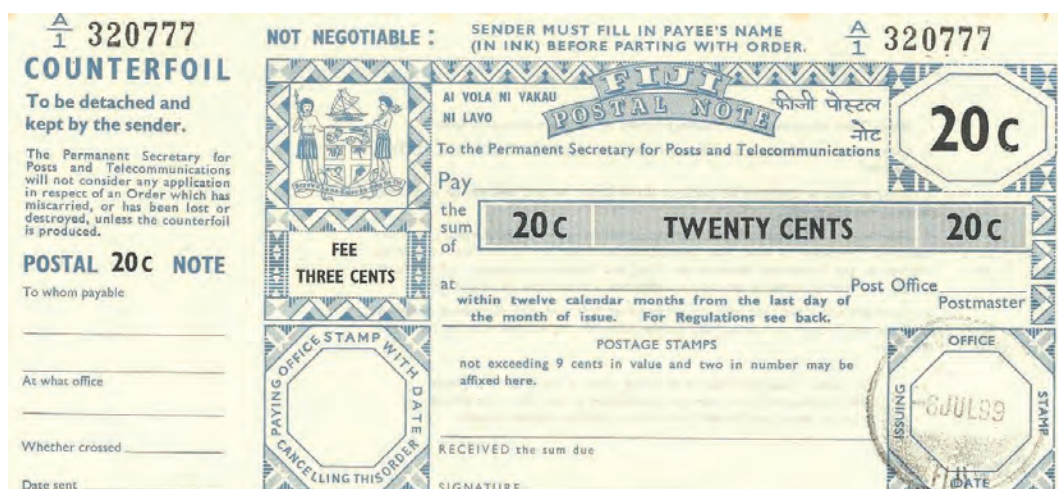 A/1 320777
COUNTERFOIL
To be detached and
kept by the sender.
The Permanent Secretary for
Posts and Telecommunications
will not consider any application
in respect of an Order which has
miscarried, or has been lost or
destroyed, unless the counterfoil
is produced.
POSTAL 20c NOTE
To whom payable
At what office
Whether crossed
Date sent
NOT NEGOTIABLE :
SENDER MUST FILL IN PAYEE'S NAME
(IN INK) BEFORE PARTING WITH ORDER.
A/1 320777
FIJI
POSTAL NOTE
AI VOLA NI VAKAU
NI LAVO
फीजी पोस्टल
नोट
20c
To the Permanent Secretary for Posts and Telecommunications
Pay
the
sum
of
20c TWENTY CENTS 20c
FEE
THREE CENTS
at Post Office
within twelve calendar months from the last day of
the month of issue. For Regulations see back.
Postmaster
POSTAGE STAMPS
not exceeding 9 cents in value and two in number may be
affixed here.
PAYING OFFICE STAMP WITH DATE
CANCELLING THIS ORDER
RECEIVED the sum due
SIGNATURE
ISSUING
OFFICE
STAMP
DATE
-6JUL89
FIJI